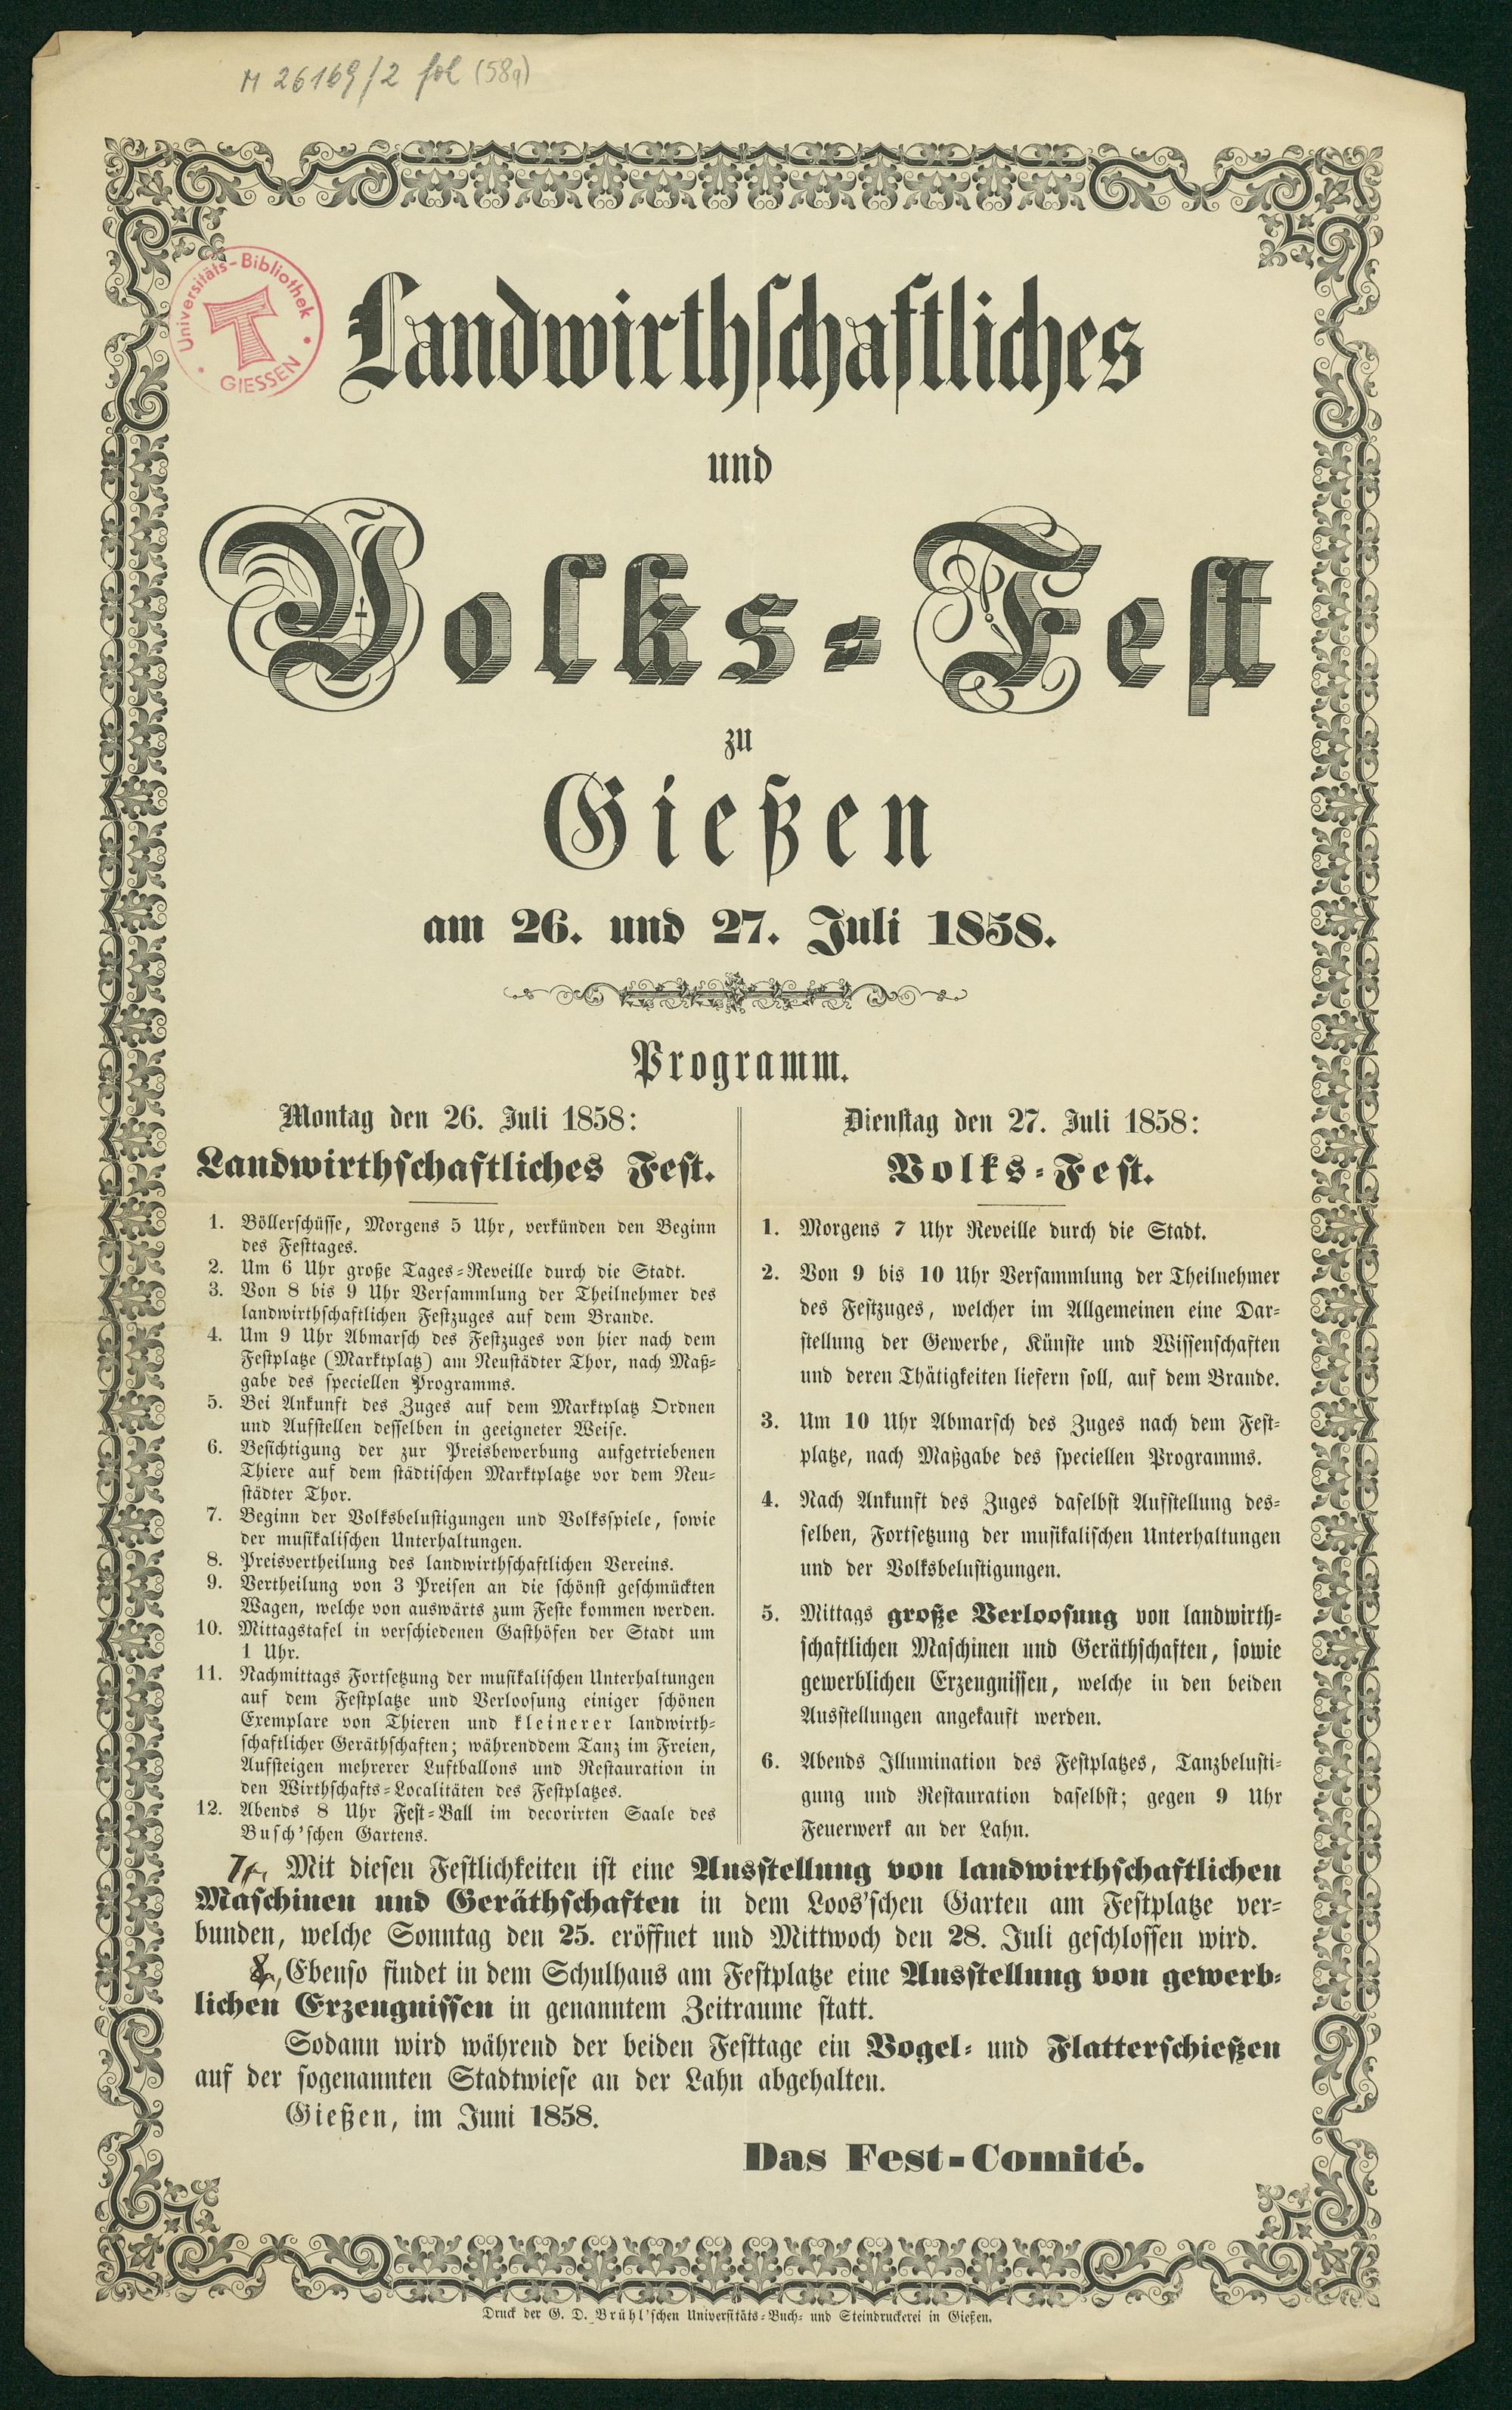 M 26169/2 fol (58q)
Universitäts-Bibliothek
GIESSEN
Landwirthschaftliches
und
Volks-Fest
zu
Gießen
am 26. und 27. Juli 1858.
Programm.
Montag den 26. Juli 1858:
Landwirthschaftliches Fest.
1. Böllerschüsse, Morgens 5 Uhr, verkünden den Beginn
des Festtages.
2. Um 6 Uhr große Tages-Reveille durch die Stadt.
3. Von 8 bis 9 Uhr Versammlung der Theilnehmer des
landwirthschaftlichen Festzuges auf dem Brande.
4. Um 9 Uhr Abmarsch des Festzuges von hier nach dem
Festplatze (Marktplatz) am Neustädter Thor, nach Maß-
gabe des speciellen Programms.
5. Bei Ankunft des Zuges auf dem Marktplatz Ordnen
und Aufstellen desselben in geeigneter Weise.
6. Besichtigung der zur Preisbewerbung aufgetriebenen
Thiere auf dem städtischen Marktplatze vor dem Neu-
städter Thor.
7. Beginn der Volksbelustigungen und Volksspiele, sowie
der musikalischen Unterhaltungen.
8. Preisvertheilung des landwirthschaftlichen Vereins.
9. Vertheilung von 3 Preisen an die schönst geschmückten
Wagen, welche von auswärts zum Feste kommen werden.
10. Mittagstafel in verschiedenen Gasthöfen der Stadt um
1 Uhr.
11. Nachmittags Fortsetzung der musikalischen Unterhaltungen
auf dem Festplatze und Verloosung einiger schönen
Exemplare von Thieren und kleinerer landwirth-
schaftlicher Geräthschaften; währenddem Tanz im Freien,
Aufsteigen mehrerer Luftballons und Restauration in
den Wirthschafts-Localitäten des Festplatzes.
12. Abends 8 Uhr Fest-Ball im decorirten Saale des
Busch'schen Gartens.
Dienstag den 27. Juli 1858:
Volks-Fest.
1. Morgens 7 Uhr Reveille durch die Stadt.
2. Von 9 bis 10 Uhr Versammlung der Theilnehmer
des Festzuges, welcher im Allgemeinen eine Dar-
stellung der Gewerbe, Künste und Wissenschaften
und deren Thätigkeiten liefern soll, auf dem Brande.
3. Um 10 Uhr Abmarsch des Zuges nach dem Fest-
platze, nach Maßgabe des speciellen Programms.
4. Nach Ankunft des Zuges daselbst Aufstellung des-
selben, Fortsetzung der musikalischen Unterhaltungen
und der Volksbelustigungen.
5. Mittags große Verloosung von landwirth-
schaftlichen Maschinen und Geräthschaften, sowie
gewerblichen Erzeugnissen, welche in den beiden
Ausstellungen angekauft werden.
6. Abends Illumination des Festplatzes, Tanzbelusti-
gung und Restauration daselbst; gegen 9 Uhr
Feuerwerk an der Lahn.
Mit diesen Festlichkeiten ist eine Ausstellung von landwirthschaftlichen
Maschinen und Geräthschaften in dem Loos'schen Garten am Festplatze ver-
bunden, welche Sonntag den 25. eröffnet und Mittwoch den 28. Juli geschlossen wird.
Ebenso findet in dem Schulhaus am Festplatze eine Ausstellung von gewerb-
lichen Erzeugnissen in genanntem Zeitraume statt.
Sodann wird während der beiden Festtage ein Vogel- und Flatterschießen
auf der sogenannten Stadtwiese an der Lahn abgehalten.
Gießen, im Juni 1858.
Das Fest-Comité.
Druck der G. D. Brühl'schen Universitäts-Buch- und Steindruckerei in Gießen.